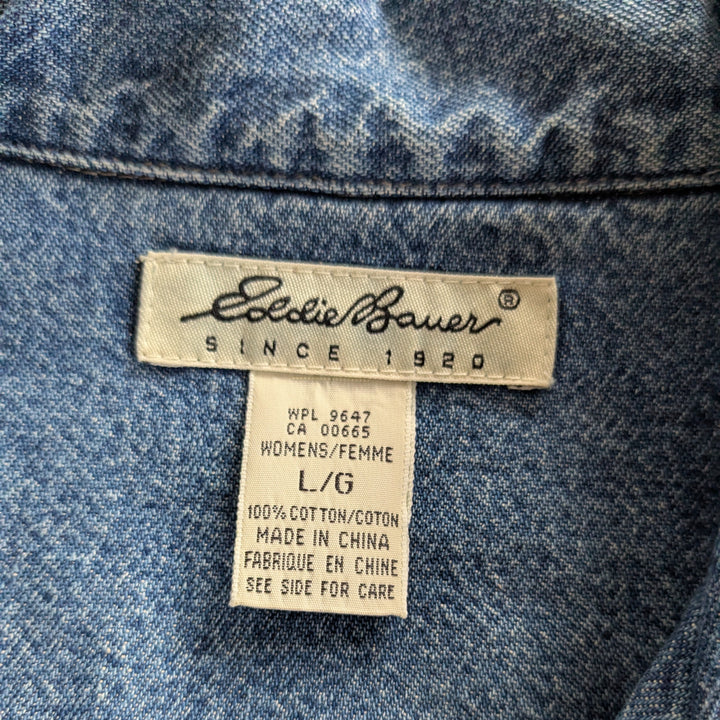 Eddie Bauer®
SINCE 1920
WPL 9647
CA 00665
WOMENS/FEMME
L/G
100% COTTON/COTON
MADE IN CHINA
FABRIQUE EN CHINE
SEE SIDE FOR CARE